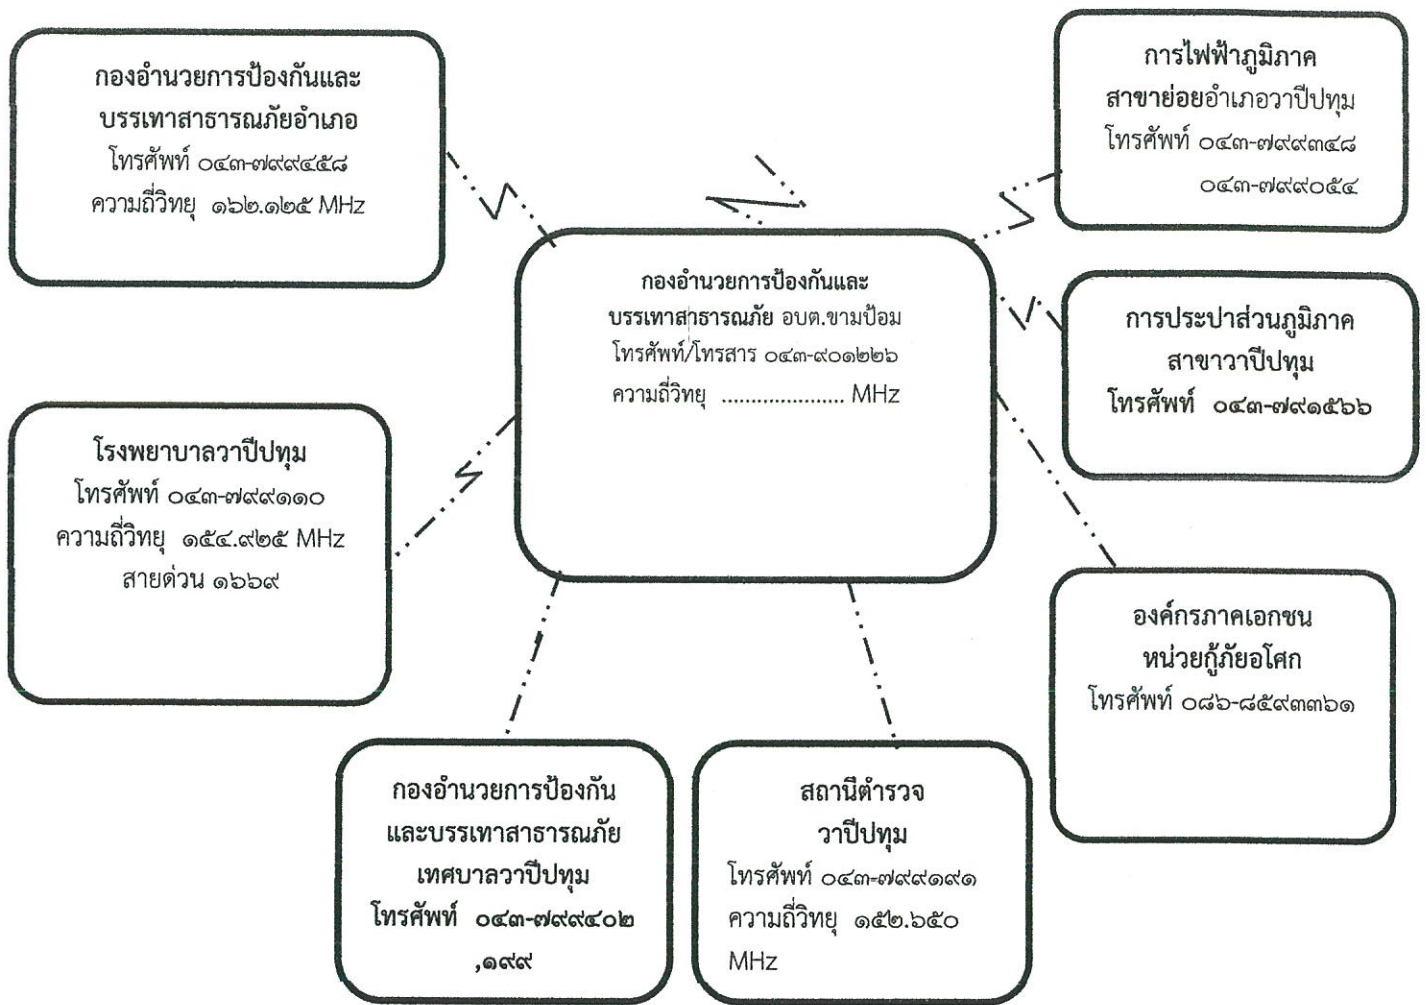 กองอำนวยการป้องกันและ
บรรเทาสาธารณภัยอำเภอ
โทรศัพท์ ๐๔๓-๗๙๙๔๕๘
ความถี่วิทยุ ๑๖๒.๑๒๕ MHz
การไฟฟ้าภูมิภาค
สาขาย่อยอำเภอวาปีปทุม
โทรศัพท์ ๐๔๓-๗๙๙๓๔๘
๐๔๓-๗๙๙๐๕๔
กองอำนวยการป้องกันและ
บรรเทาสาธารณภัย อบต.ขามป้อม
โทรศัพท์/โทรสาร ๐๔๓-๙๐๑๒๒๖
ความถี่วิทยุ ..................... MHz
การประปาส่วนภูมิภาค
สาขาวาปีปทุม
โทรศัพท์ ๐๔๓-๗๙๑๕๖๖
โรงพยาบาลวาปีปทุม
โทรศัพท์ ๐๔๓-๗๙๙๑๑๐
ความถี่วิทยุ ๑๕๔.๙๒๕ MHz
สายด่วน ๑๖๖๙
องค์กรภาคเอกชน
หน่วยกู้ภัยอโศก
โทรศัพท์ ๐๘๖-๘๕๙๓๓๖๑
กองอำนวยการป้องกัน
และบรรเทาสาธารณภัย
เทศบาลวาปีปทุม
โทรศัพท์ ๐๔๓-๗๙๙๔๐๒
,๑๙๙
สถานีตำรวจ
วาปีปทุม
โทรศัพท์ ๐๔๓-๗๙๙๑๙๑
ความถี่วิทยุ ๑๕๒.๖๕๐
MHz